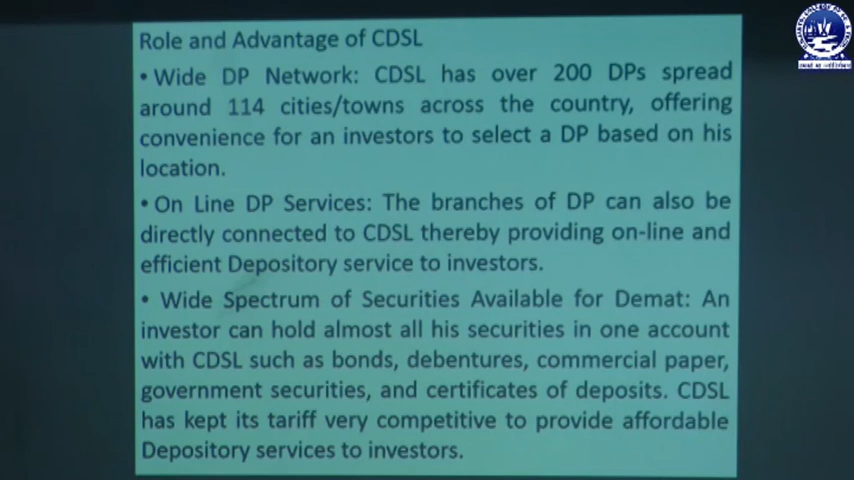 Role and Advantage of CDSL
• Wide DP Network: CDSL has over 200 DPs spread
around 114 cities/towns across the country, offering
convenience for an investors to select a DP based on his
location.
• On Line DP Services: The branches of DP can also be
directly connected to CDSL thereby providing on-line and
efficient Depository service to investors.
• Wide Spectrum of Securities Available for Demat: An
investor can hold almost all his securities in one account
with CDSL such as bonds, debentures, commercial paper,
government securities, and certificates of deposits. CDSL
has kept its tariff very competitive to provide affordable
Depository services to investors.